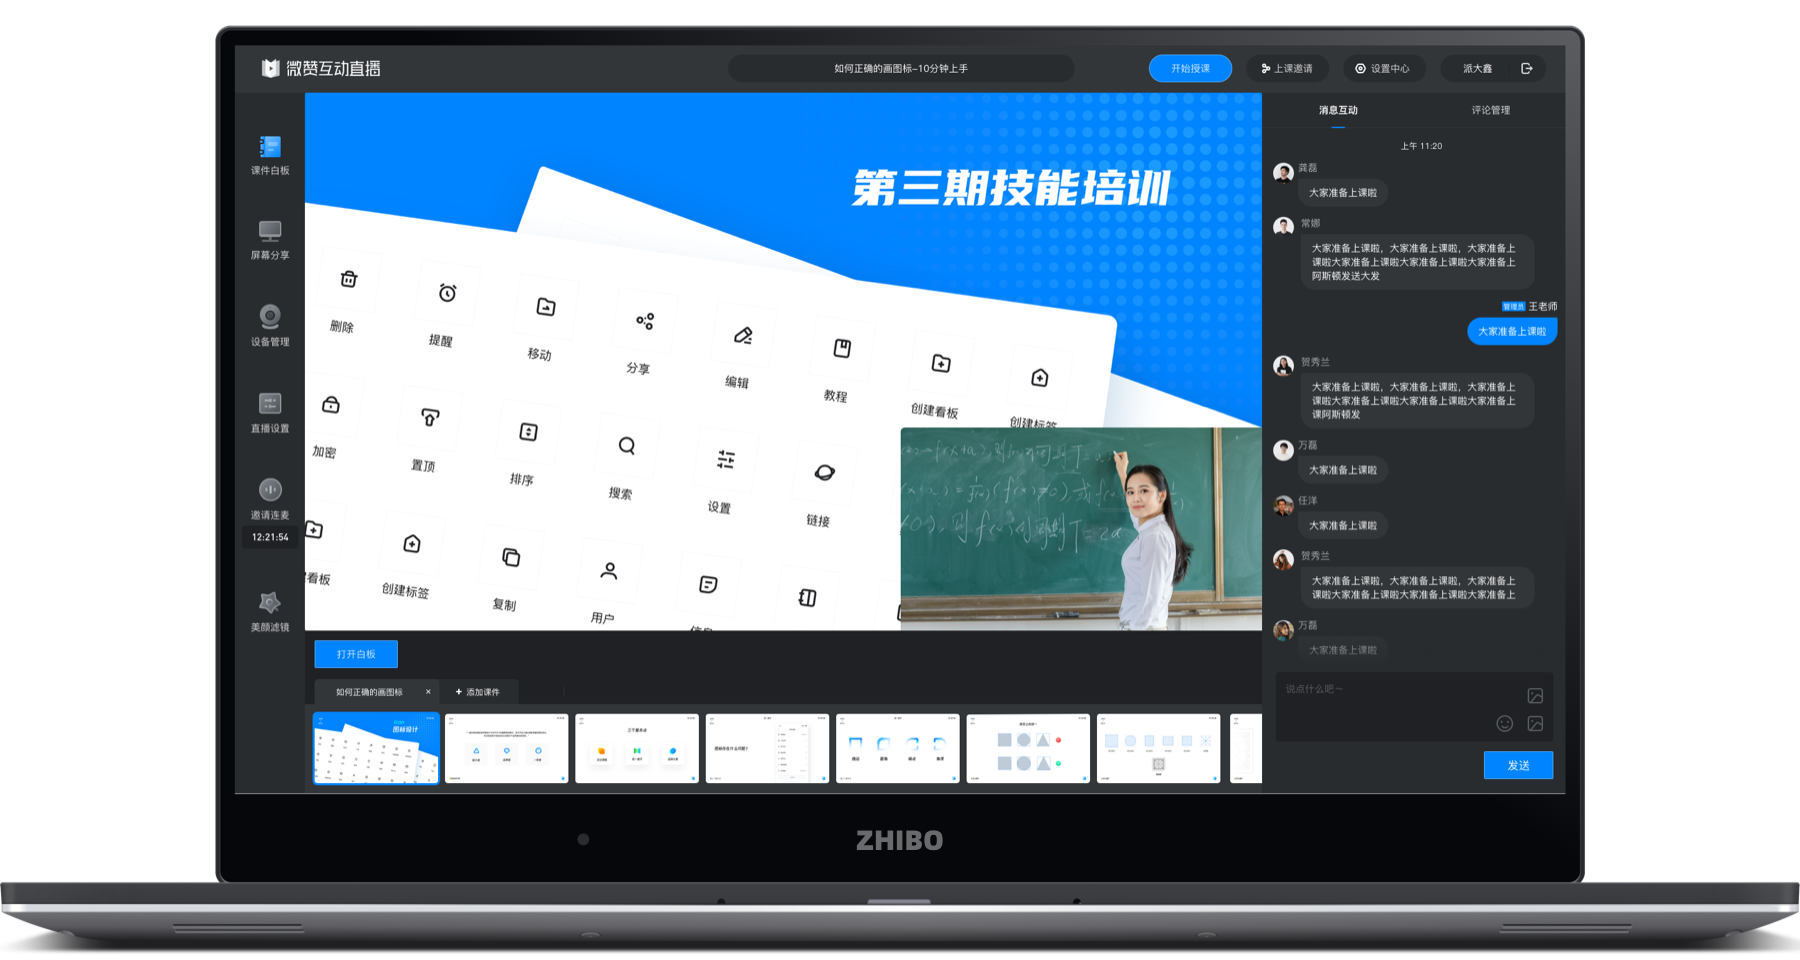 微赞互动直播
如何正确的画图标-10分钟上手
开始授课
上课邀请
设置中心
派大鑫
课件白板
屏幕分享
设备管理
直播设置
邀请连麦
12:21:54
美颜滤镜
第三期技能培训
删除
提醒
移动
分享
编辑
教程
创建看板
创建标签
加密
置顶
排序
搜索
设置
链接
看板
创建标签
复制
用户
打开白板
如何正确的画图标 ×
+ 添加课件
图标设计
消息互动
评论管理
上午 11:20
龚磊
大家准备上课啦
常娜
大家准备上课啦，大家准备上课啦，大家准备上
课啦大家准备上课啦大家准备上课啦大家准备上
阿斯顿发送大发
管理员 王老师
大家准备上课啦
贺秀兰
大家准备上课啦，大家准备上课啦，大家准备上
课啦大家准备上课啦大家准备上课啦大家准备上
课阿斯顿发
万磊
大家准备上课啦
任洋
大家准备上课啦
贺秀兰
大家准备上课啦，大家准备上课啦，大家准备上
课啦大家准备上课啦大家准备上课啦大家准备上
万磊
大家准备上课啦
说点什么吧～
发送
ZHIBO